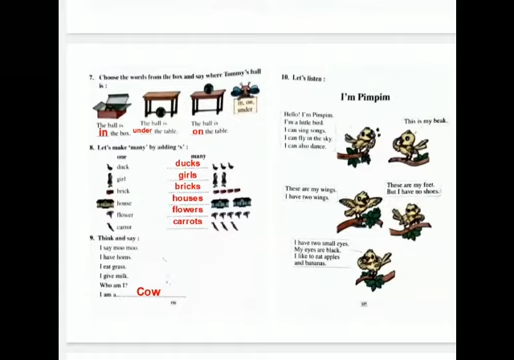 7. Choose the words from the box and say where Tommy's ball
is :
in, on,
under
The ball is
in the box.
The ball is
under the table.
The ball is
on the table.
8. Let's make 'many' by adding 's' :
one many
duck ducks
girl girls
brick bricks
house houses
flower flowers
carrot carrots
9. Think and say :
I say moo moo.
I have horns.
I eat grass.
I give milk.
Who am I?
I am a Cow
10. Let's listen :
I'm Pimpim
Hello! I'm Pimpim.
I'm a little bird.
I can sing songs.
I can fly in the sky.
I can also dance.
This is my beak.
These are my wings.
I have two wings.
These are my feet.
But I have no shoes.
I have two small eyes.
My eyes are black.
I like to eat apples
and bananas.